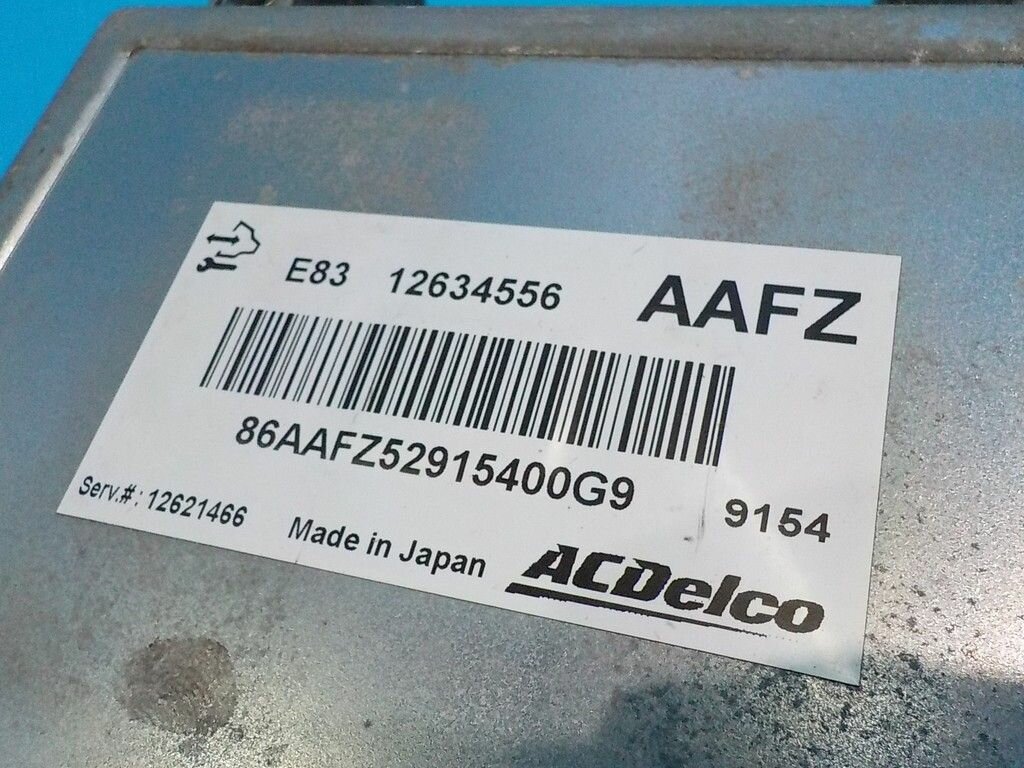 E83 12634556 AAFZ
86AAFZ52915400G9
9154
Serv.#: 12621466 Made in Japan ACDelco